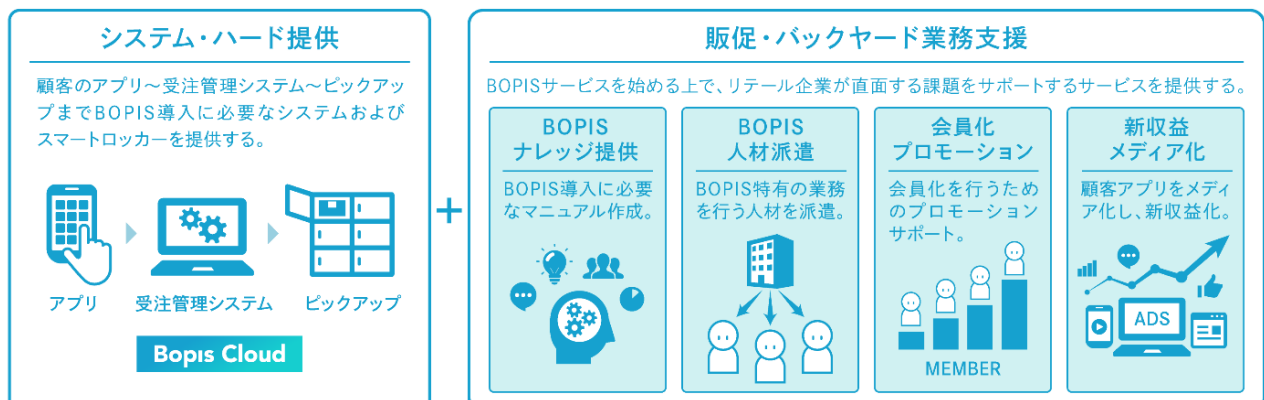 システム・ハード提供
顧客のアプリ～受注管理システム～ピックアッ
プまでBOPIS導入に必要なシステムおよび
スマートロッカーを提供する。
アプリ
受注管理システム
ピックアップ
Bopis Cloud
+
販促・バックヤード業務支援
BOPISサービスを始める上で、リテール企業が直面する課題をサポートするサービスを提供する。
BOPIS
ナレッジ提供
BOPIS導入に必要
なマニュアル作成。
BOPIS
人材派遣
BOPIS特有の業務
を行う人材を派遣。
会員化
プロモーション
会員化を行うため
のプロモーション
サポート。
MEMBER
新収益
メディア化
顧客アプリをメディ
ア化し、新収益化。
ADS